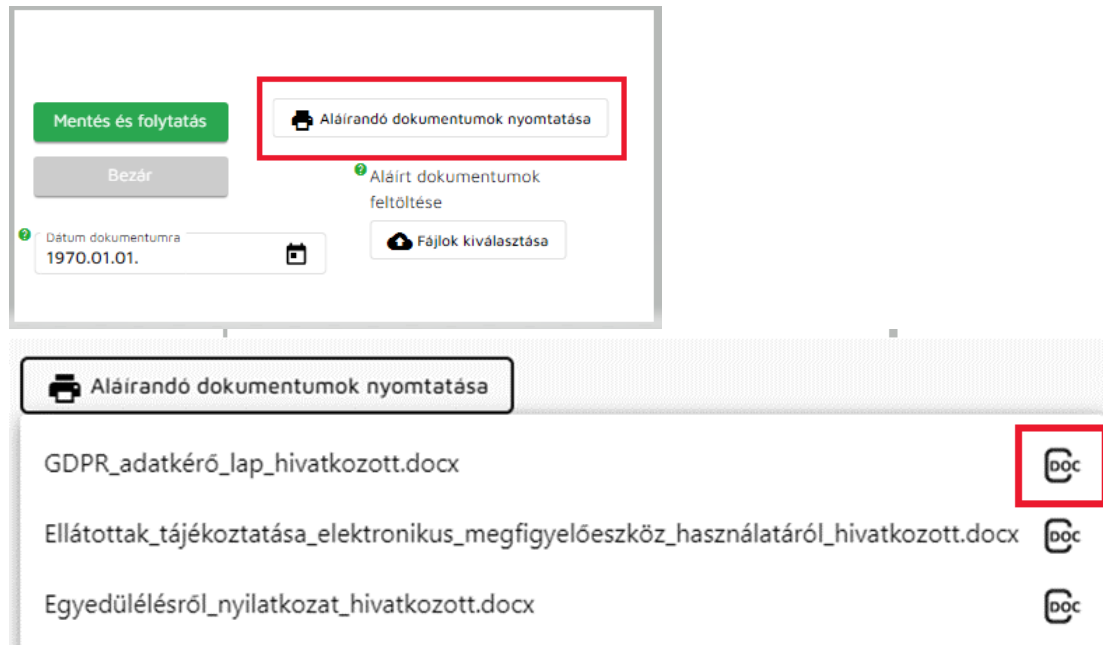 Mentés és folytatás
Aláírandó dokumentumok nyomtatása
Bezár
? Aláírt dokumentumok
feltöltése
? Dátum dokumentumra
1970.01.01.
Fájlok kiválasztása
Aláírandó dokumentumok nyomtatása
GDPR_adatkérő_lap_hivatkozott.docx DOC
Ellátottak_tájékoztatása_elektronikus_megfigyelőeszköz_használatáról_hivatkozott.docx DOC
Egyedülélésről_nyilatkozat_hivatkozott.docx DOC